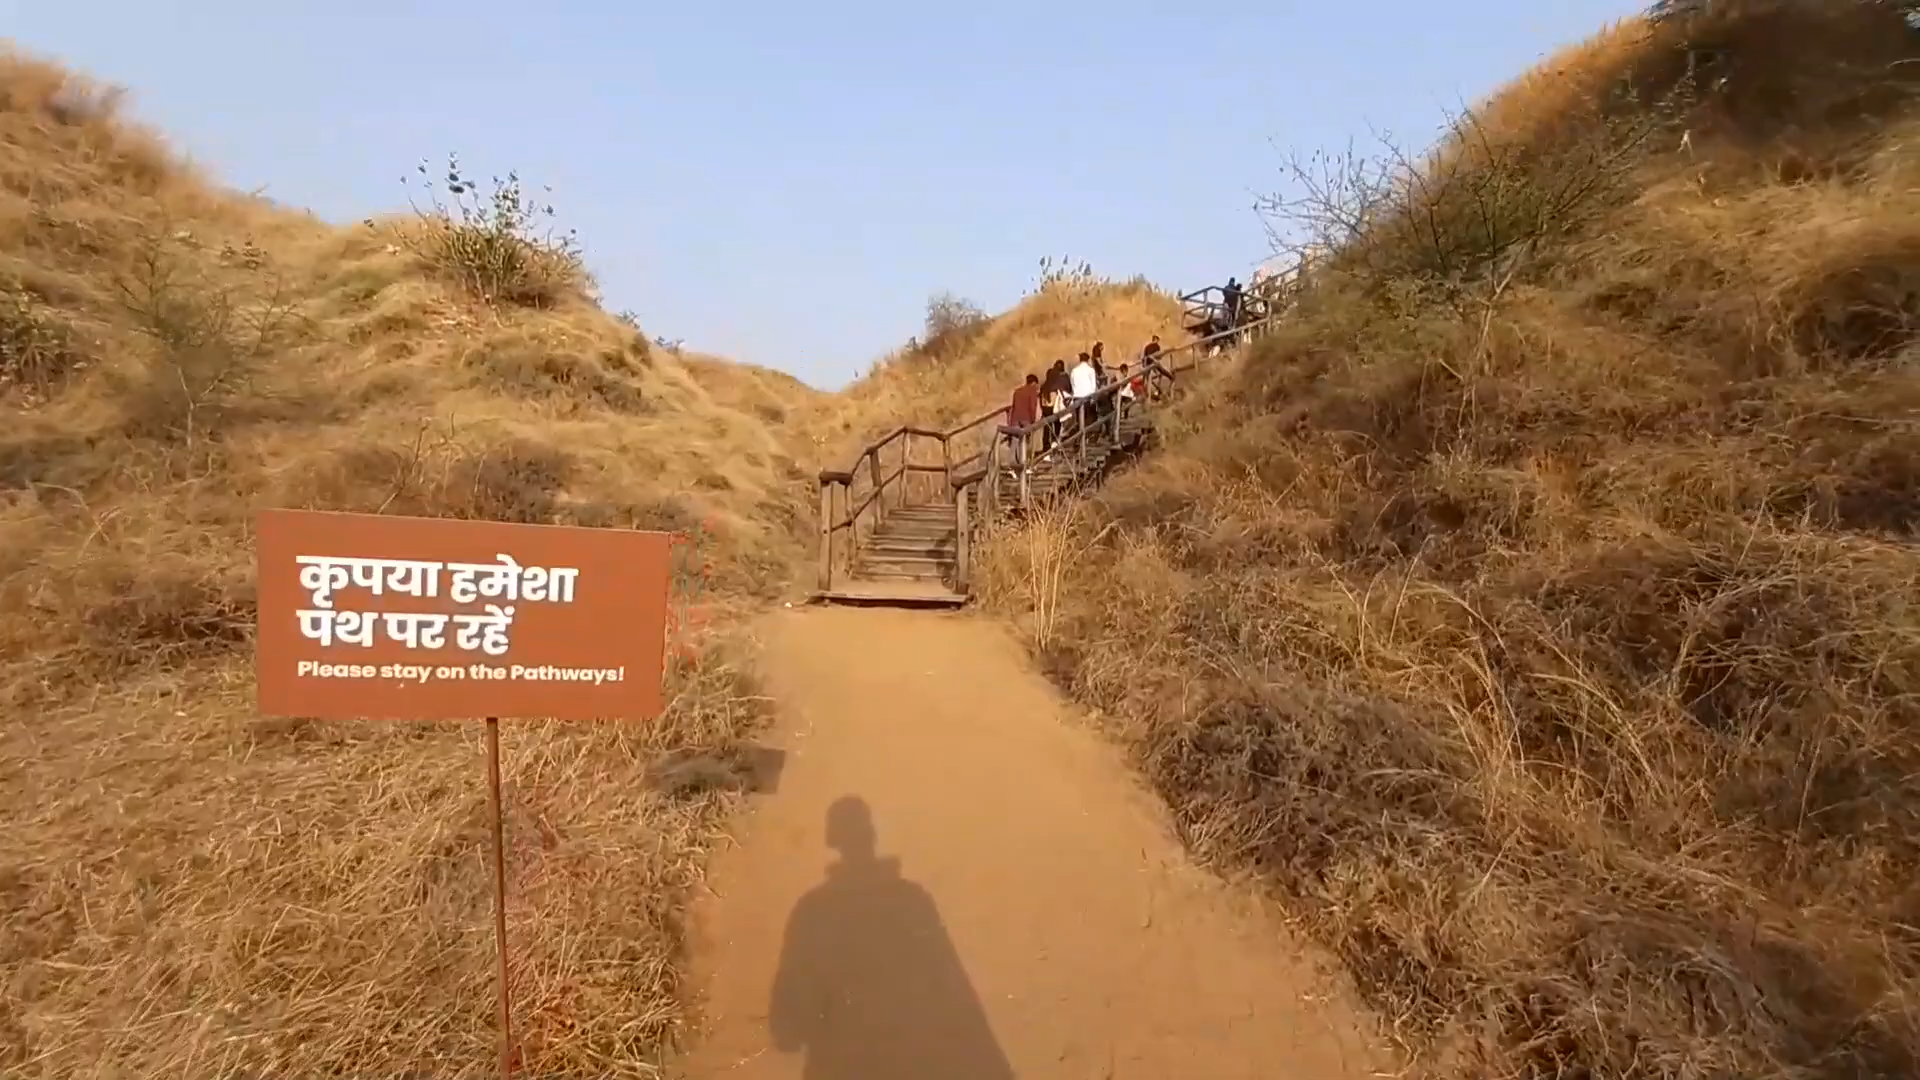 कृपया हमेशा
पथ पर रहें
Please stay on the Pathways!